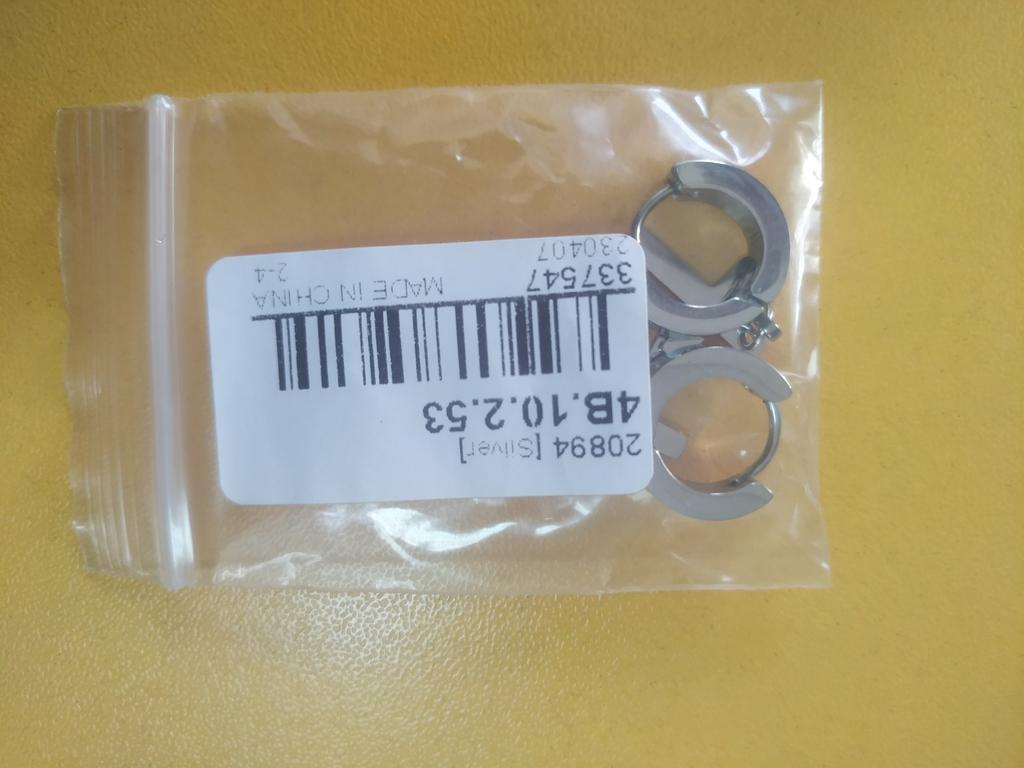 20894 [Silver]
4B.10.2.53
337547 MADE IN CHINA
230407 2-4